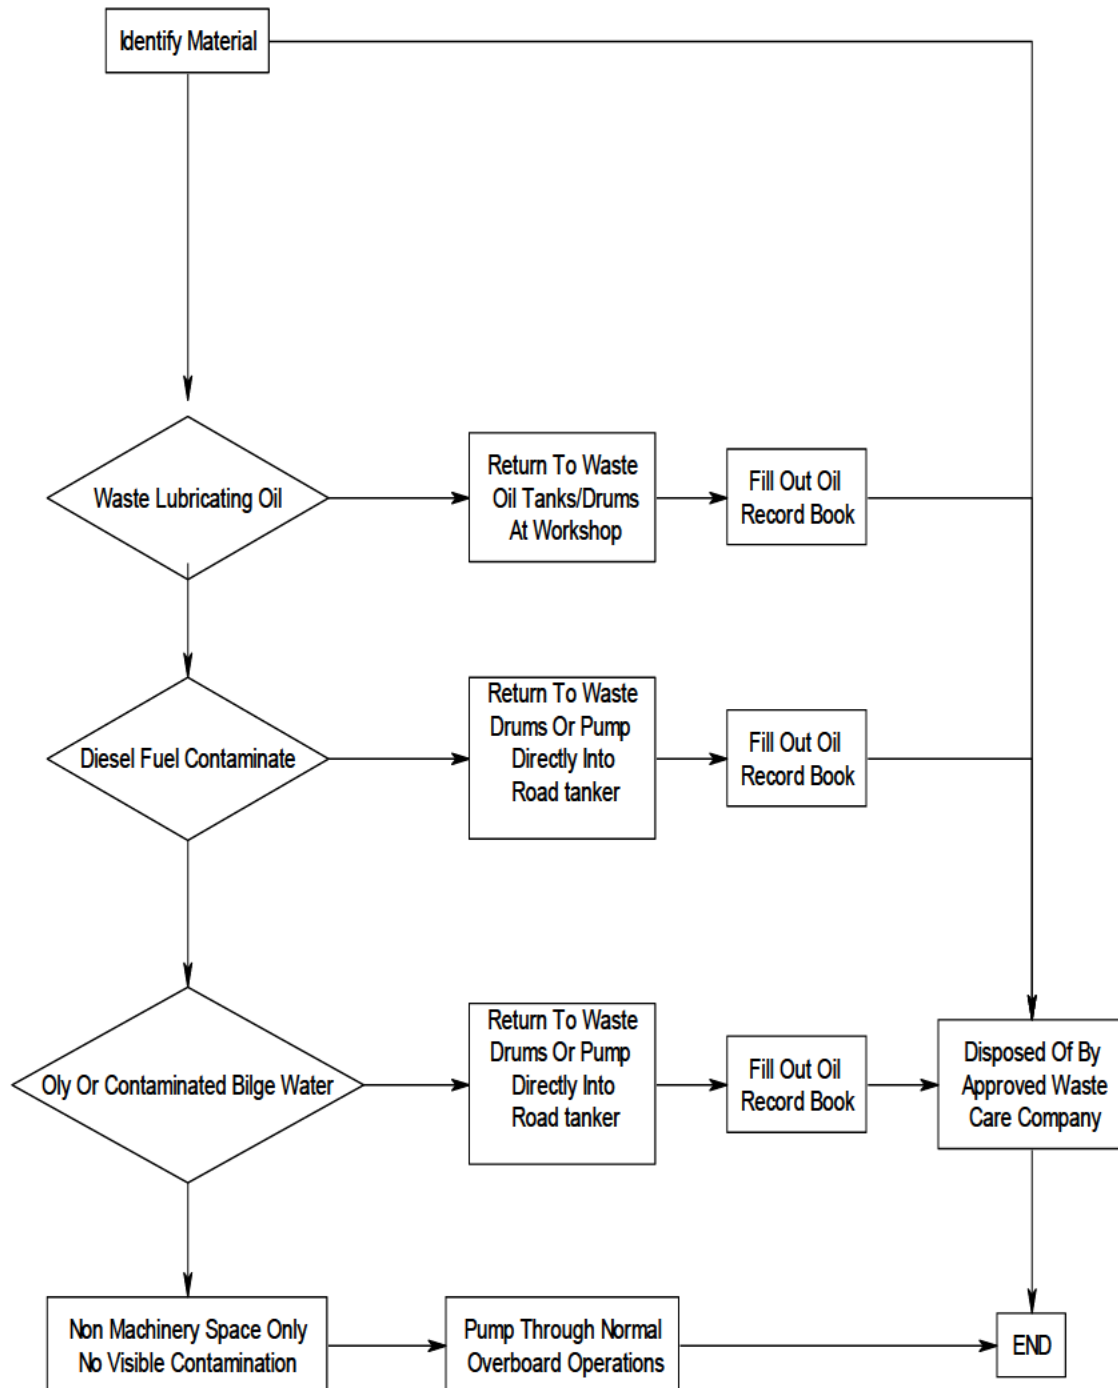 Identify Material
Waste Lubricating Oil
Return To Waste
Oil Tanks/Drums
At Workshop
Fill Out Oil
Record Book
Diesel Fuel Contaminate
Return To Waste
Drums Or Pump
Directly Into
Road tanker
Fill Out Oil
Record Book
Oly Or Contaminated Bilge Water
Return To Waste
Drums Or Pump
Directly Into
Road tanker
Fill Out Oil
Record Book
Disposed Of By
Approved Waste
Care Company
Non Machinery Space Only
No Visible Contamination
Pump Through Normal
Overboard Operations
END